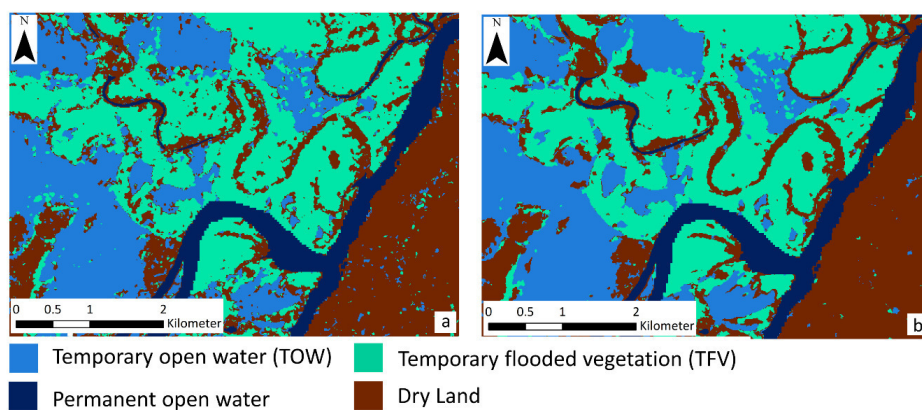 N
N
0 0.5 1 2
Kilometer
a
0 0.5 1 2
Kilometer
b
Temporary open water (TOW)
Temporary flooded vegetation (TFV)
Permanent open water
Dry Land